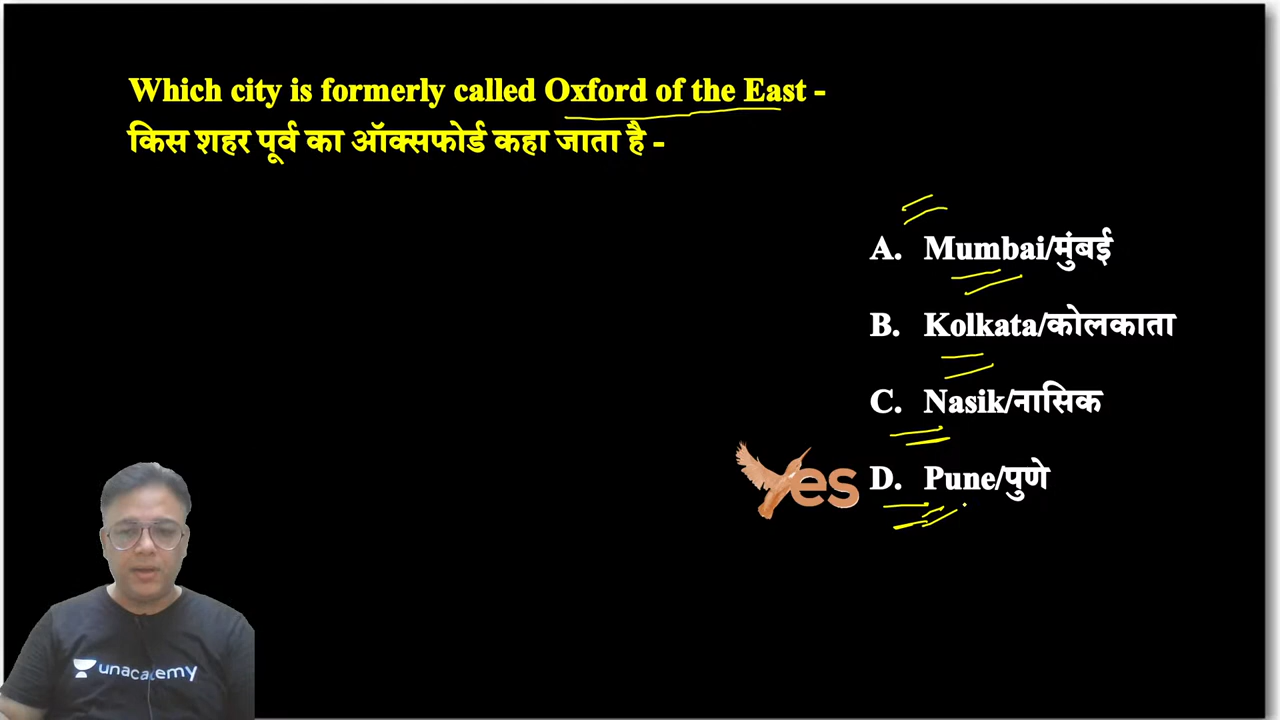 Which city is formerly called Oxford of the East -
किस शहर पूर्व का ऑक्सफोर्ड कहा जाता है -
A. Mumbai/मुंबई
B. Kolkata/कोलकाता
C. Nasik/नासिक
Yes D. Pune/पुणे
unacademy